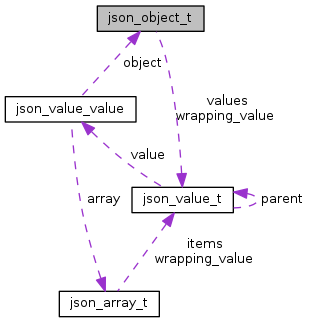 json_object_t
object
values
wrapping_value
json_value_value
value
array
json_value_t
parent
items
wrapping_value
json_array_t